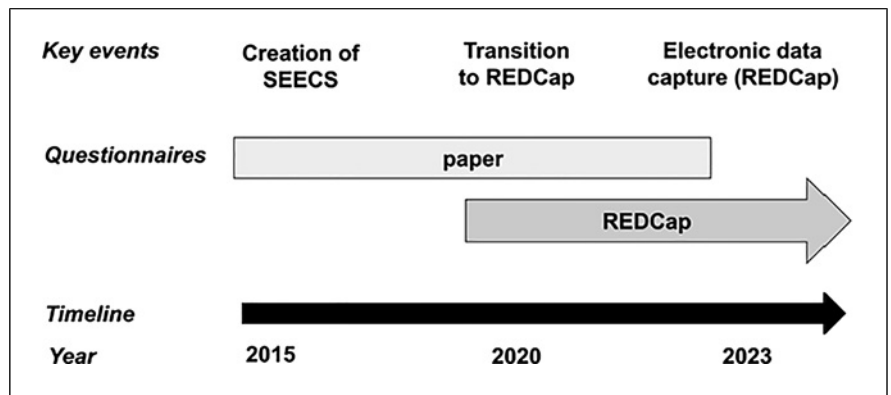 Key events
Creation of
SEECS
Transition
to REDCap
Electronic data
capture (REDCap)
Questionnaires
paper
REDCap
Timeline
Year
2015
2020
2023